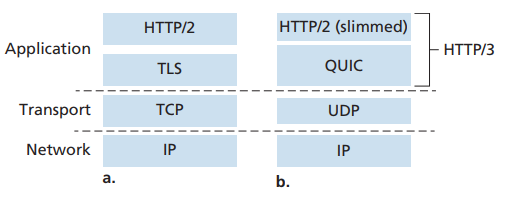 HTTP/2 HTTP/2 (slimmed)
Application HTTP/3
TLS QUIC
Transport TCP UDP
Network IP IP
a. b.